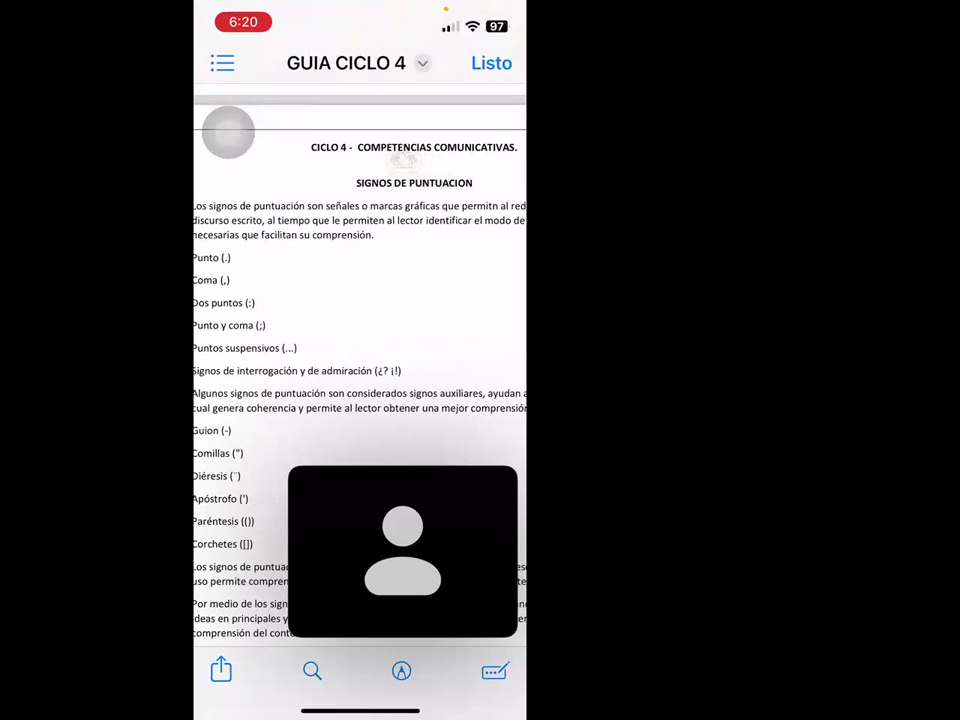 6:20
97
GUIA CICLO 4
Listo
CICLO 4 - COMPETENCIAS COMUNICATIVAS.
SIGNOS DE PUNTUACION
Los signos de puntuación son señales o marcas gráficas que permitn al red
discurso escrito, al tiempo que le permiten al lector identificar el modo de
necesarias que facilitan su comprensión.
Punto (.)
Coma (,)
Dos puntos (:)
Punto y coma (;)
Puntos suspensivos (...)
Signos de interrogación y de admiración (¿? ¡!)
Algunos signos de puntuación son considerados signos auxiliares, ayudan a
cual genera coherencia y permite al lector obtener una mejor comprensión
Guion (-)
Comillas (")
Diéresis (¨)
Apóstrofo (')
Paréntesis (())
Corchetes ([])
Los signos de
uso permite
Por medio de los
ideas en principales y
comprensión del